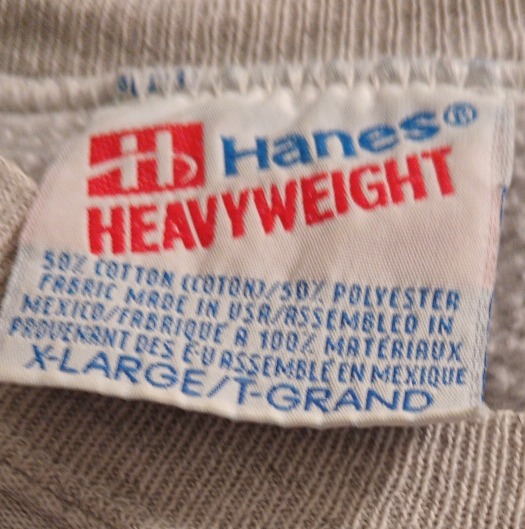 Hanes®
HEAVYWEIGHT
50% COTTON (COTON)/50% POLYESTER
FABRIC MADE IN USA/ASSEMBLED IN
MEXICO/FABRIQUE A 100% MATERIAUX
PROVENANT DES É-U ASSEMBLÉ EN MEXIQUE
X-LARGE/T-GRAND